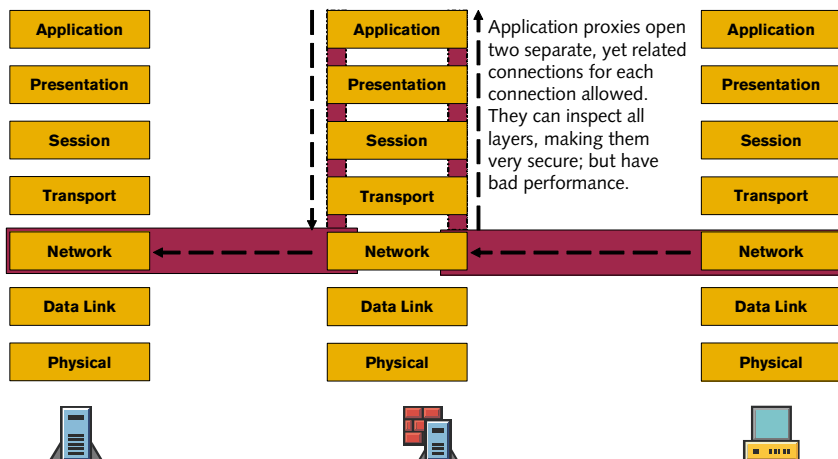 Application
Presentation
Session
Transport
Network
Data Link
Physical
Application
Presentation
Session
Transport
Network
Data Link
Physical
Application proxies open
two separate, yet related
connections for each
connection allowed.
They can inspect all
layers, making them
very secure; but have
bad performance.
Application
Presentation
Session
Transport
Network
Data Link
Physical